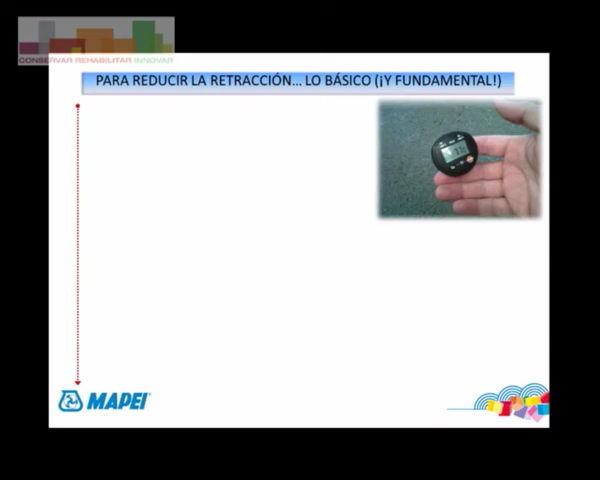 CONSERVAR REHABILITAR INNOVAR
PARA REDUCIR LA RETRACCIÓN... LO BÁSICO (¡Y FUNDAMENTAL!)
MAPEI